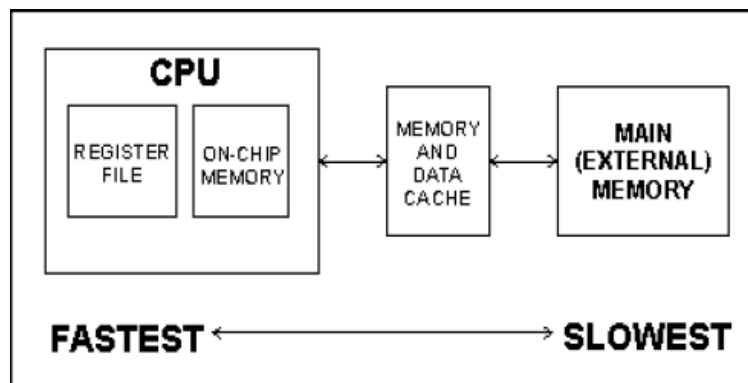 CPU
REGISTER
FILE
ON-CHIP
MEMORY
MEMORY
AND
DATA
CACHE
MAIN
(EXTERNAL)
MEMORY
FASTEST
SLOWEST